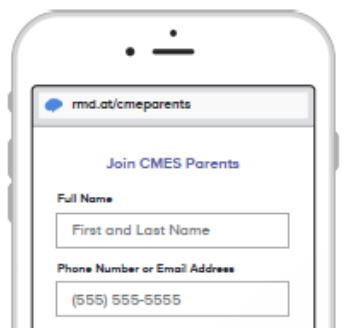 rmd.at/cmeparents
Join CMES Parents
Full Name
First and Last Name
Phone Number or Email Address
(555) 555-5555